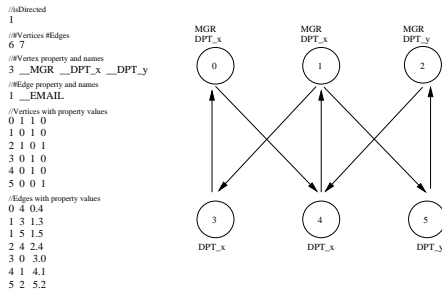 //isDirected
1
//#Vertices #Edges
6 7
//#Vertex property and names
3 __MGR __DPT_x __DPT_y
//#Edge property and names
1 __EMAIL
//Vertices with property values
0 1 1 0
1 0 1 0
2 1 0 1
3 0 1 0
4 0 1 0
5 0 0 1
//Edges with property values
0 4 0.4
1 3 1.3
1 5 1.5
2 4 2.4
3 0 3.0
4 1 4.1
5 2 5.2
MGR
DPT_x
MGR
DPT_x
MGR
DPT_y
0
1
2
3
4
5
DPT_x
DPT_x
DPT_y